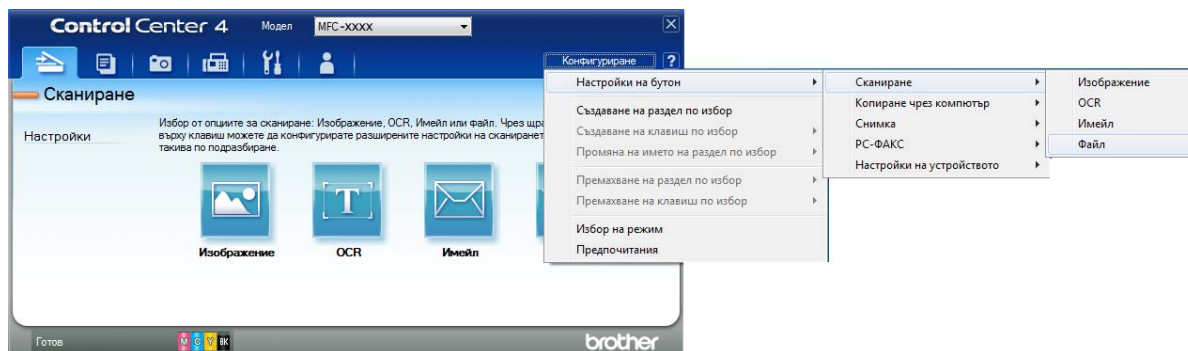 Control Center 4
Модел
MFC-XXXX
Конфигуриране
?
Сканиране
Настройки
Избор от опциите за сканиране: Изображение, OCR, Имейл или файл. Чрез щра
върху клавиш можете да конфигурирате разширените настройки на сканиранет
такива по подразбиране.
Изображение
OCR
Имейл
Настройки на бутон
Създаване на раздел по избор
Създаване на клавиш по избор
Промяна на името на раздел по избор
Премахване на раздел по избор
Премахване на клавиш по избор
Избор на режим
Предпочитания
Сканиране
Копиране чрез компютър
Снимка
PC-ФАКС
Настройки на устройството
Изображение
OCR
Имейл
Файл
Готов
M C Y BK
brother